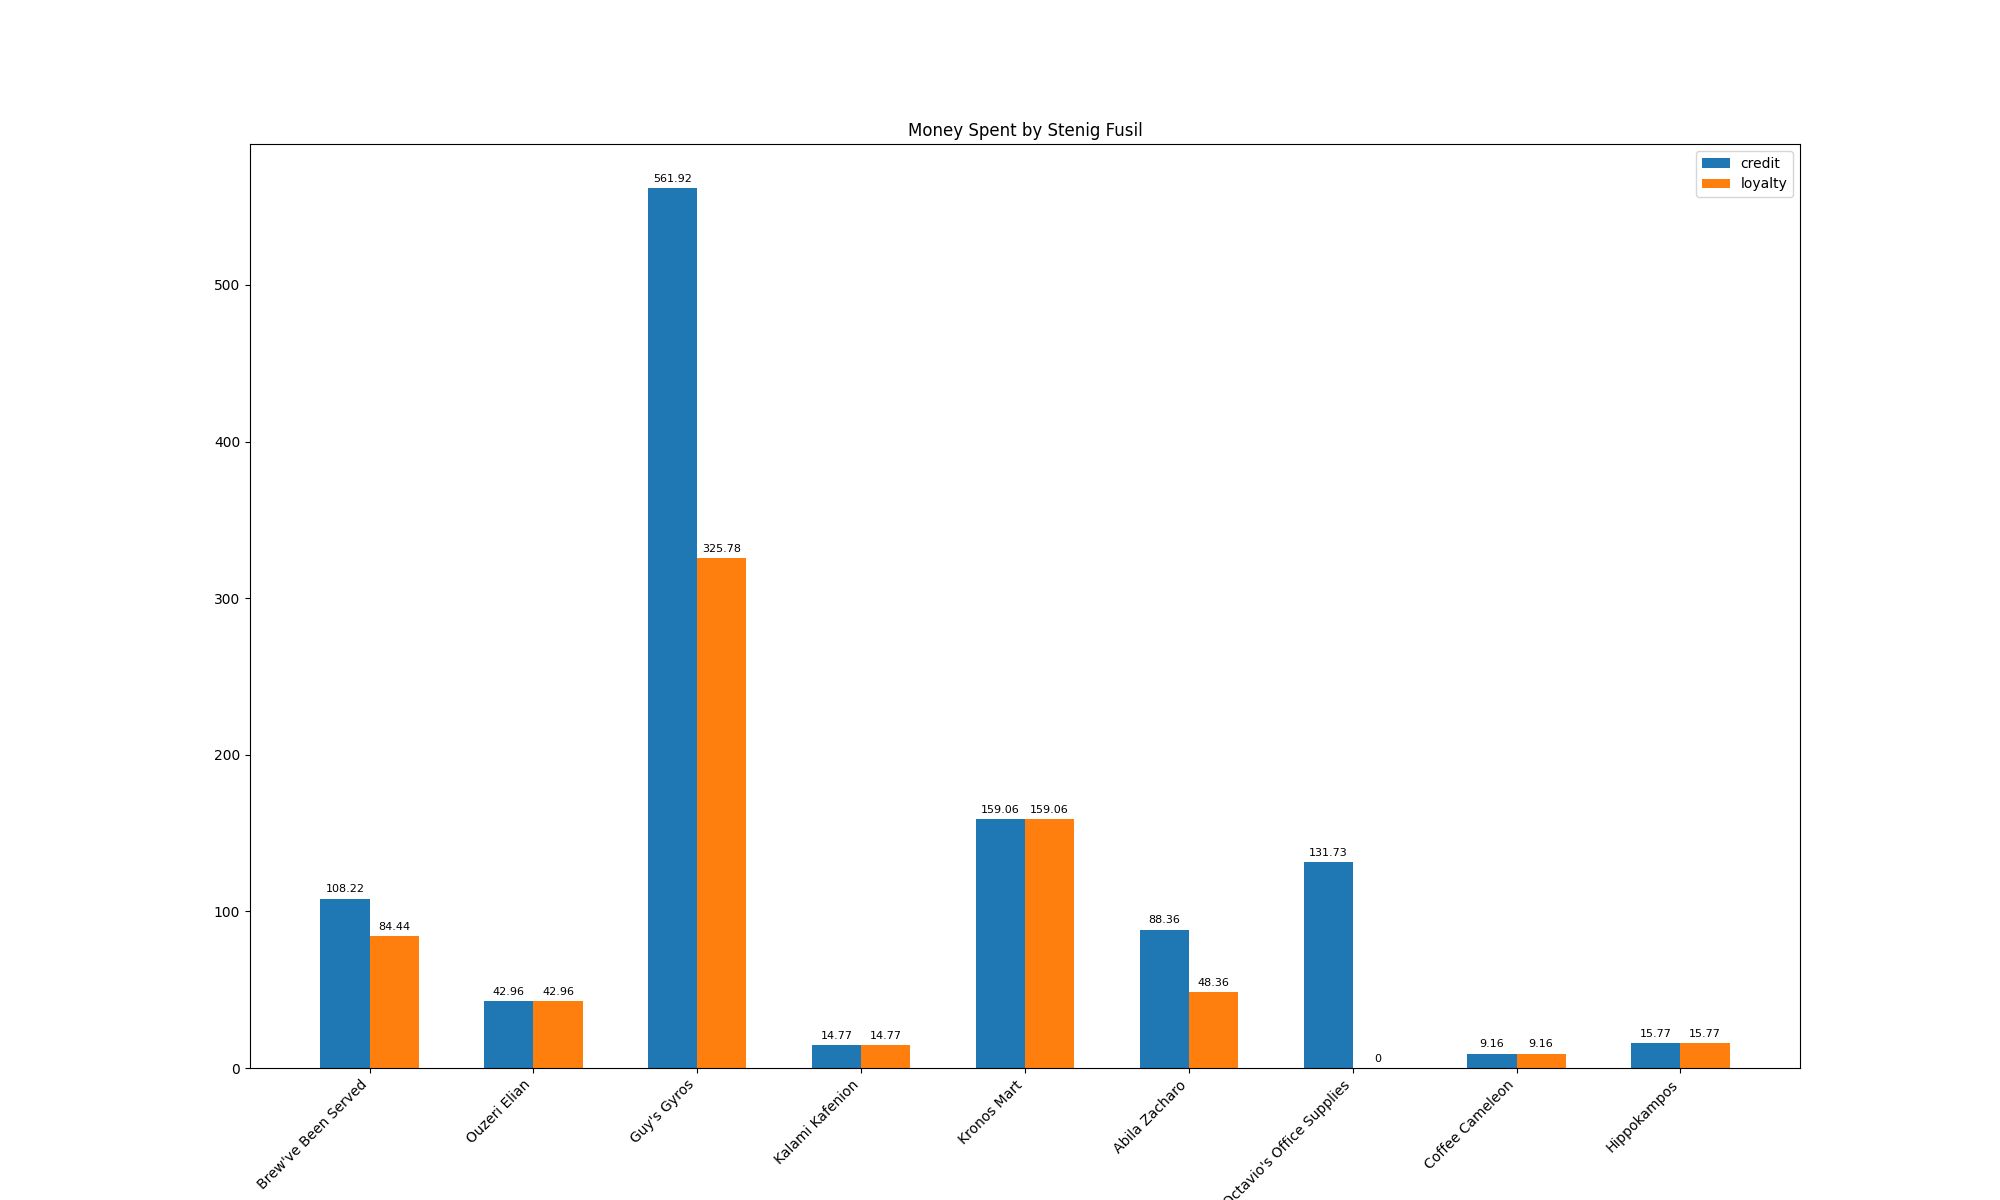 Money Spent by Stenig Fusil
credit
loyalty
500
400
300
200
100
0
561.92
325.78
159.06 159.06
131.73
108.22
84.44
88.36
48.36
42.96 42.96
14.77 14.77
0
9.16 9.16
15.77 15.77
Brew've Been Served
Ouzeri Elian
Guy's Gyros
Kalami Kafenion
Kronos Mart
Abila Zacharo
Octavio's Office Supplies
Coffee Cameleon
Hippokampos